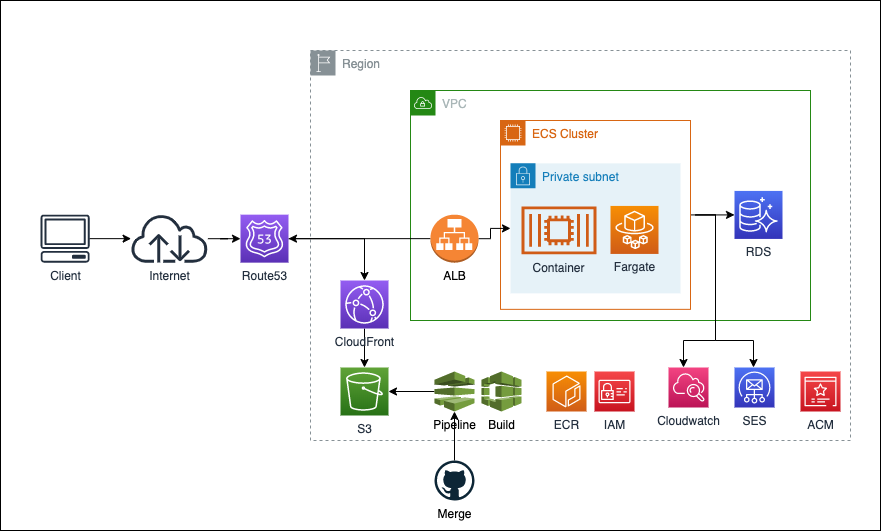 Region
VPC
ECS Cluster
Private subnet
53
Client
Internet
Route53
ALB
Container
Fargate
RDS
CloudFront
S3
Pipeline
Build
ECR
IAM
Cloudwatch
SES
ACM
Merge